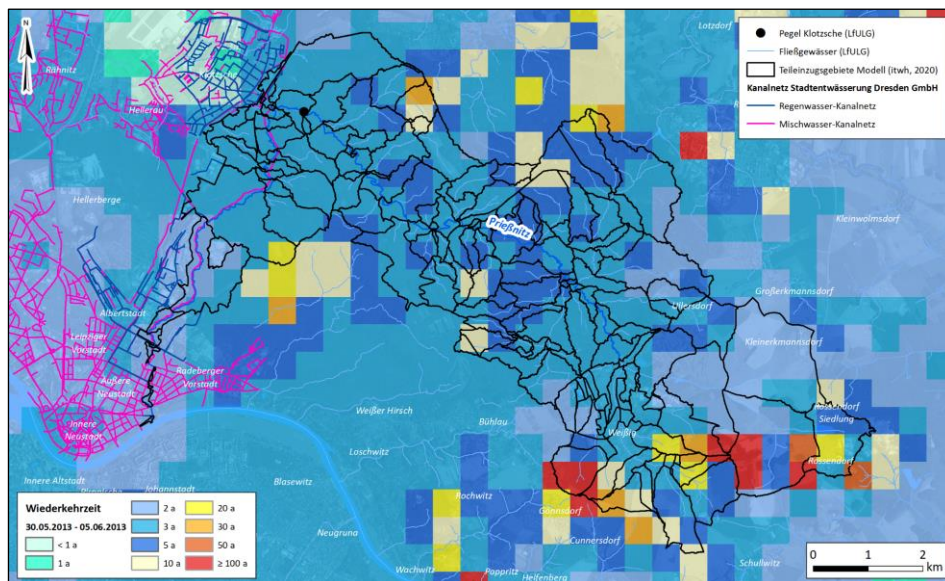 N
Rähnitz
Lotzdorf
Klotzsche
Hellerau
Pegel Klotzsche (LfULG)
Fließgewässer (LfULG)
Teileinzugsgebiete Modell (itwh, 2020)
Kanalnetz Stadtentwässerung Dresden GmbH
Regenwasser-Kanalnetz
Mischwasser-Kanalnetz
Hellerberge
Kleinwolmsdorf
Prießnitz
Albertstadt
Ullersdorf
Großerkmannsdorf
Leipziger
Vorstadt
Kleinerkmannsdorf
Äußere
Neustadt
Radeberger
Vorstadt
Innere
Neustadt
Weißer Hirsch
Bühlau
Weißig
Rossendorf
Siedlung
Loschwitz
Rossendorf
Innere Altstadt
Johannstadt
Blasewitz
Rochwitz
Gönnsdorf
Neugruna
Cunnersdorf
Wachwitz
Poppritz
Helfenberg
Schullwitz
Wiederkehrzeit
30.05.2013 - 05.06.2013
< 1 a
1 a
2 a
3 a
5 a
10 a
20 a
30 a
50 a
≥ 100 a
0 1 2
km